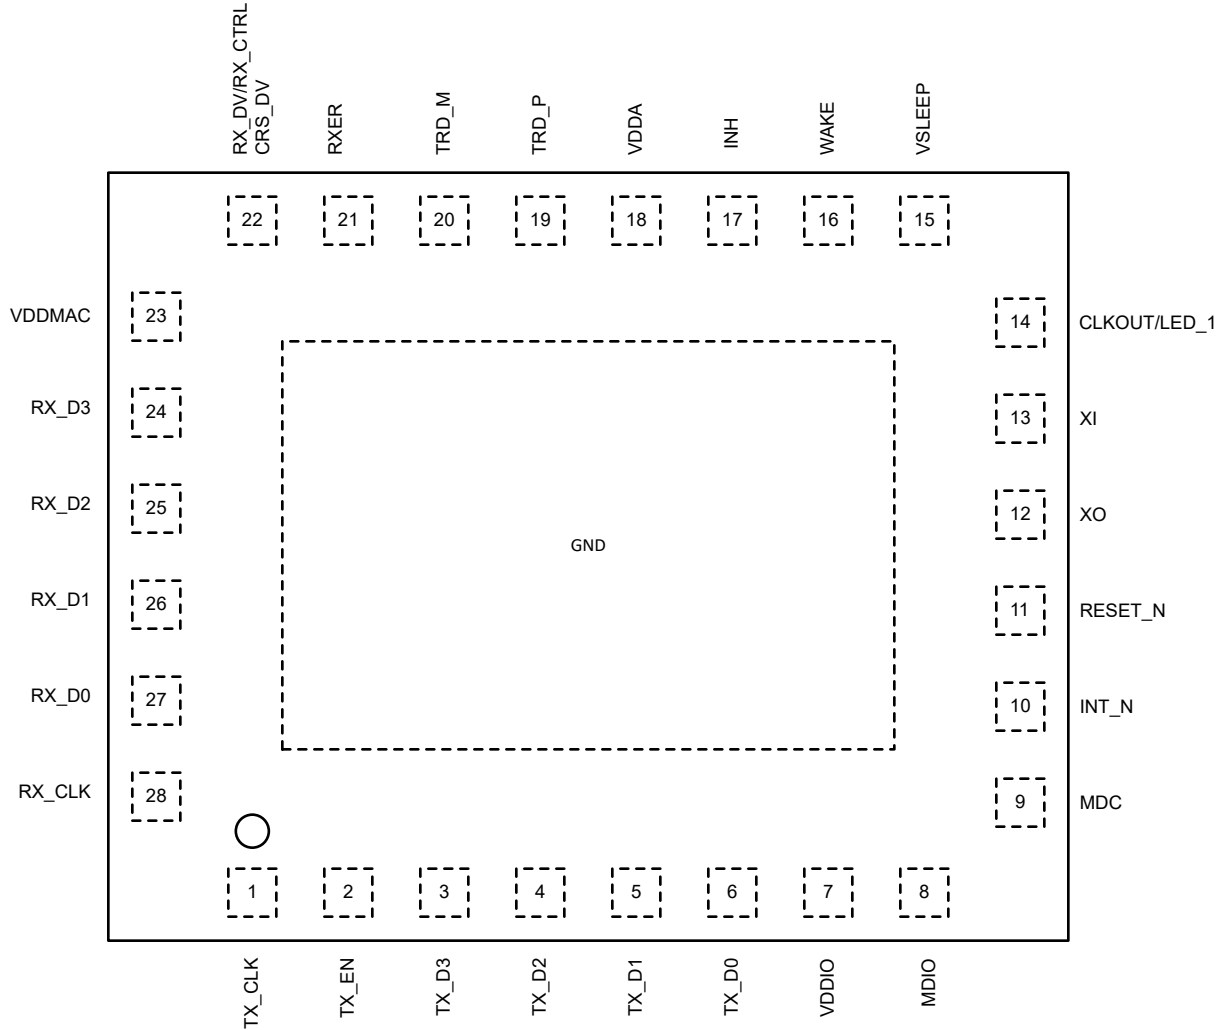 RX_DV/RX_CTRL
CRS_DV
RXER
TRD_M
TRD_P
VDDA
INH
WAKE
VSLEEP
22
21
20
19
18
17
16
15
VDDMAC
23
14
CLKOUT/LED_1
RX_D3
24
13
XI
RX_D2
25
12
XO
GND
RX_D1
26
11
RESET_N
RX_D0
27
10
INT_N
RX_CLK
28
9
MDC
1
2
3
4
5
6
7
8
TX_CLK
TX_EN
TX_D3
TX_D2
TX_D1
TX_D0
VDDIO
MDIO